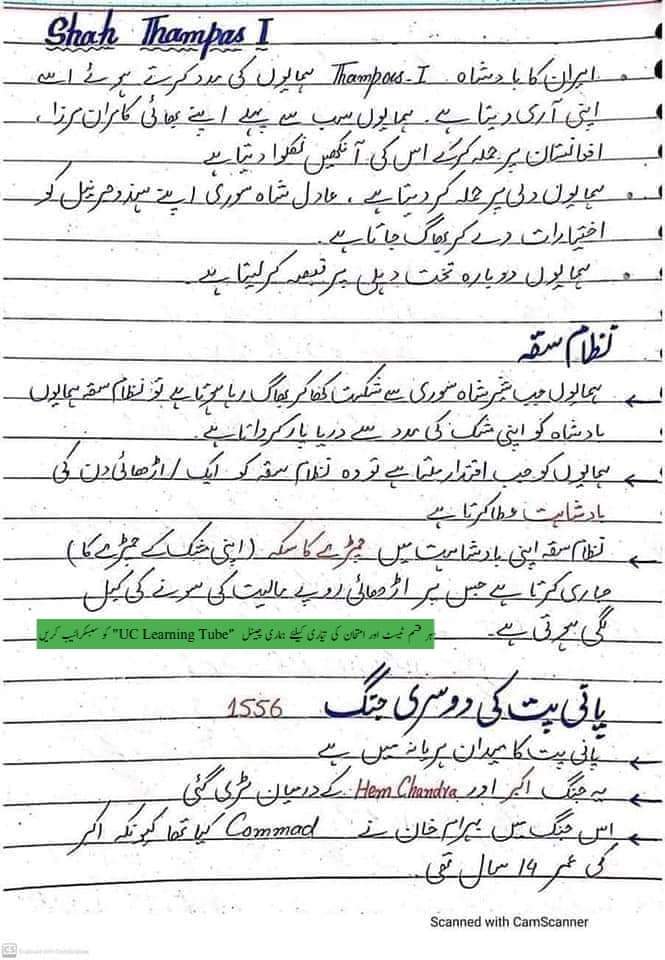 Shah Thampas I
ایران کا بادشاہ Thampas-I ہمایوں کی مدد کرتے ہوئے اسے
اپنی آرمی دیتا ہے۔ ہمایوں سب سے پہلے اپنے بھائی کامران مرزا،
افغانستان پر حملہ کرکے اس کی آنکھیں نکلوا دیتا ہے
ہمایوں دلی پر حملہ کر دیتا ہے، عادل شاہ سوری اپنے ہندو جرنیل کو
اختیارات دے کر بھاگ جاتا ہے۔
ہمایوں دوبارہ تخت دہلی پر قبضہ کر لیتا ہے۔
نظام سقہ
ہمایوں جب شیر شاہ سوری سے شکست کھا کر بھاگ رہا ہوتا ہے تو نظام سقہ ہمایوں
بادشاہ کو اپنی مشک کی مدد سے دریا پار کرواتا ہے۔
ہمایوں کو جب اقتدار ملتا ہے تو وہ نظام سقہ کو ایک / اڑھائی دن کی
بادشاہت عطا کرتا ہے
نظام سقہ اپنی بادشاہت میں چمڑے کا سکہ (اپنی مشک کے چمڑے کا)
جاری کرتا ہے جس پر اڑھائی روپے مالیت کی سونے کی کیل
لگی ہوتی ہے۔
ہر قسم ٹیسٹ اور امتحان کی تیاری کیلئے ہماری چینل "UC Learning Tube" کو سبسکرائیب کریں
پانی پت کی دوسری جنگ 1556
پانی پت کا میدان ہریانہ میں ہے
یہ جنگ اکبر اور Hem Chandra کے درمیان لڑی گئی
اس جنگ میں بہرام خان نے Commad کیا تھا کیونکہ اکبر
کی عمر 14 سال تھی۔
Scanned with CamScanner
CS Scanned with CamScanner